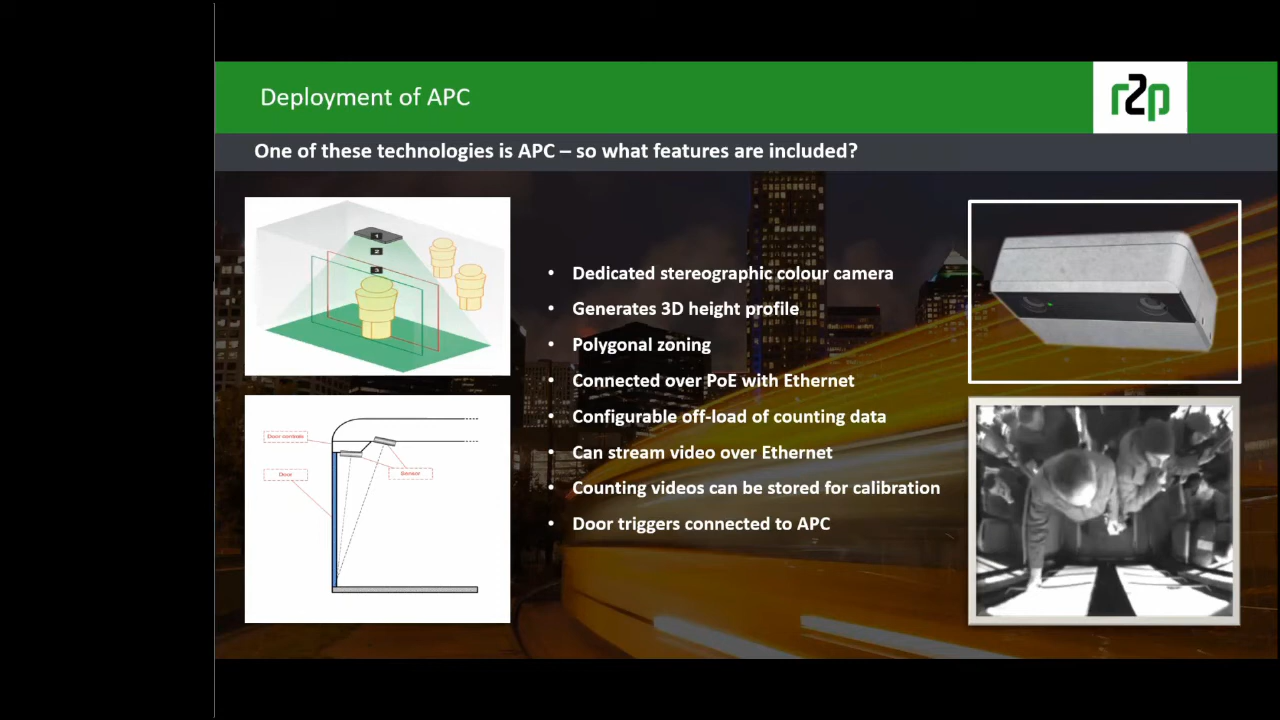 Deployment of APC
r2p
One of these technologies is APC – so what features are included?
1
2
3
Door controls
Door
Sensor
• Dedicated stereographic colour camera
• Generates 3D height profile
• Polygonal zoning
• Connected over PoE with Ethernet
• Configurable off-load of counting data
• Can stream video over Ethernet
• Counting videos can be stored for calibration
• Door triggers connected to APC